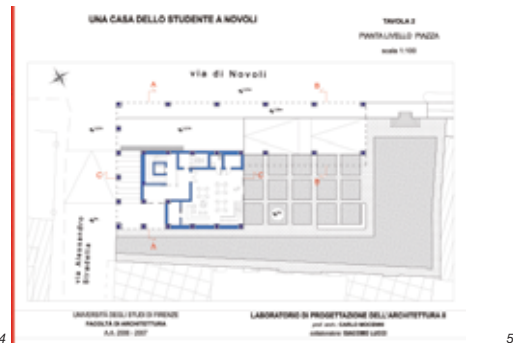 UNA CASA DELLO STUDENTE A NOVOLI
TAVOLA 2
PIANTA LIVELLO PIAZZA
scala 1:100
via di Novoli
A
B
C
C
B
A
via Alessandro
Stradella
UNIVERSITÀ DEGLI STUDI DI FIRENZE
FACOLTÀ DI ARCHITETTURA
A.A. 2006 - 2007
LABORATORIO DI PROGETTAZIONE DELL'ARCHITETTURA II
prof. arch. CARLO
collaboratore GIACOMO
4
5